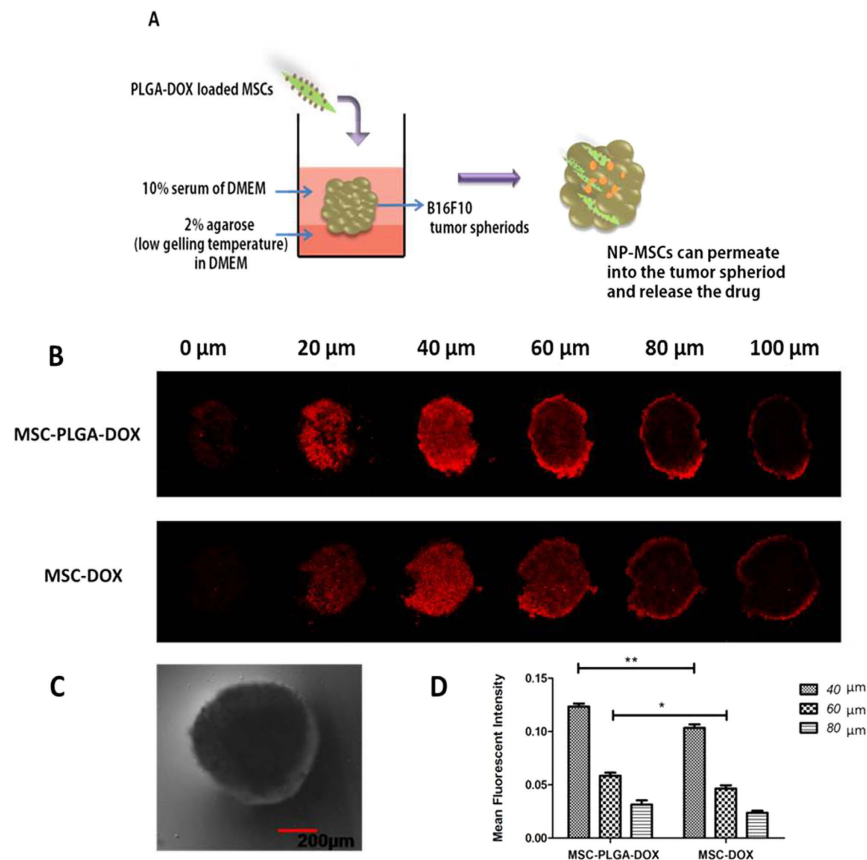 A
PLGA-DOX loaded MSCs
10% serum of DMEM
2% agarose
(low gelling temperature)
in DMEM
B16F10
tumor spheriods
NP-MSCs can permeate
into the tumor spheriod
and release the drug
B
0 μm 20 μm 40 μm 60 μm 80 μm 100 μm
MSC-PLGA-DOX
MSC-DOX
C
200μm
D
Mean Fluorescent Intensity
0.15
0.10
0.05
0.00
**
*
MSC-PLGA-DOX MSC-DOX
40 μm
60 μm
80 μm